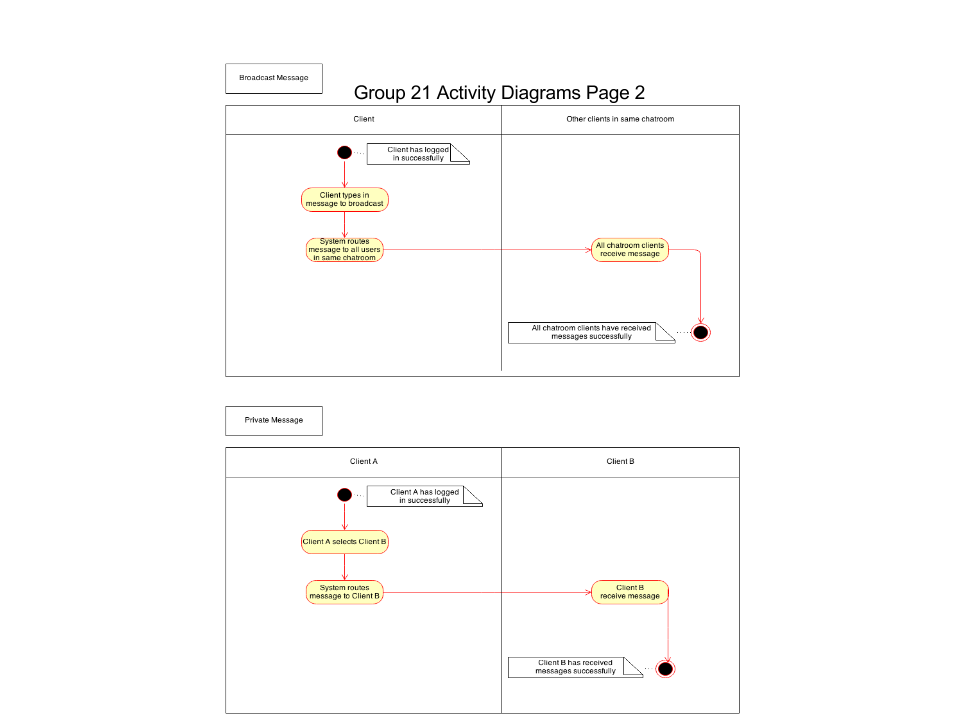 Broadcast Message
Group 21 Activity Diagrams Page 2
Client
Other clients in same chatroom
Client has logged
in successfully
Client types in
message to broadcast
System routes
message to all users
in same chatroom
All chatroom clients
receive message
All chatroom clients have received
messages successfully
Private Message
Client A
Client B
Client A has logged
in successfully
Client A selects Client B
System routes
message to Client B
Client B
receive message
Client B has received
messages successfully